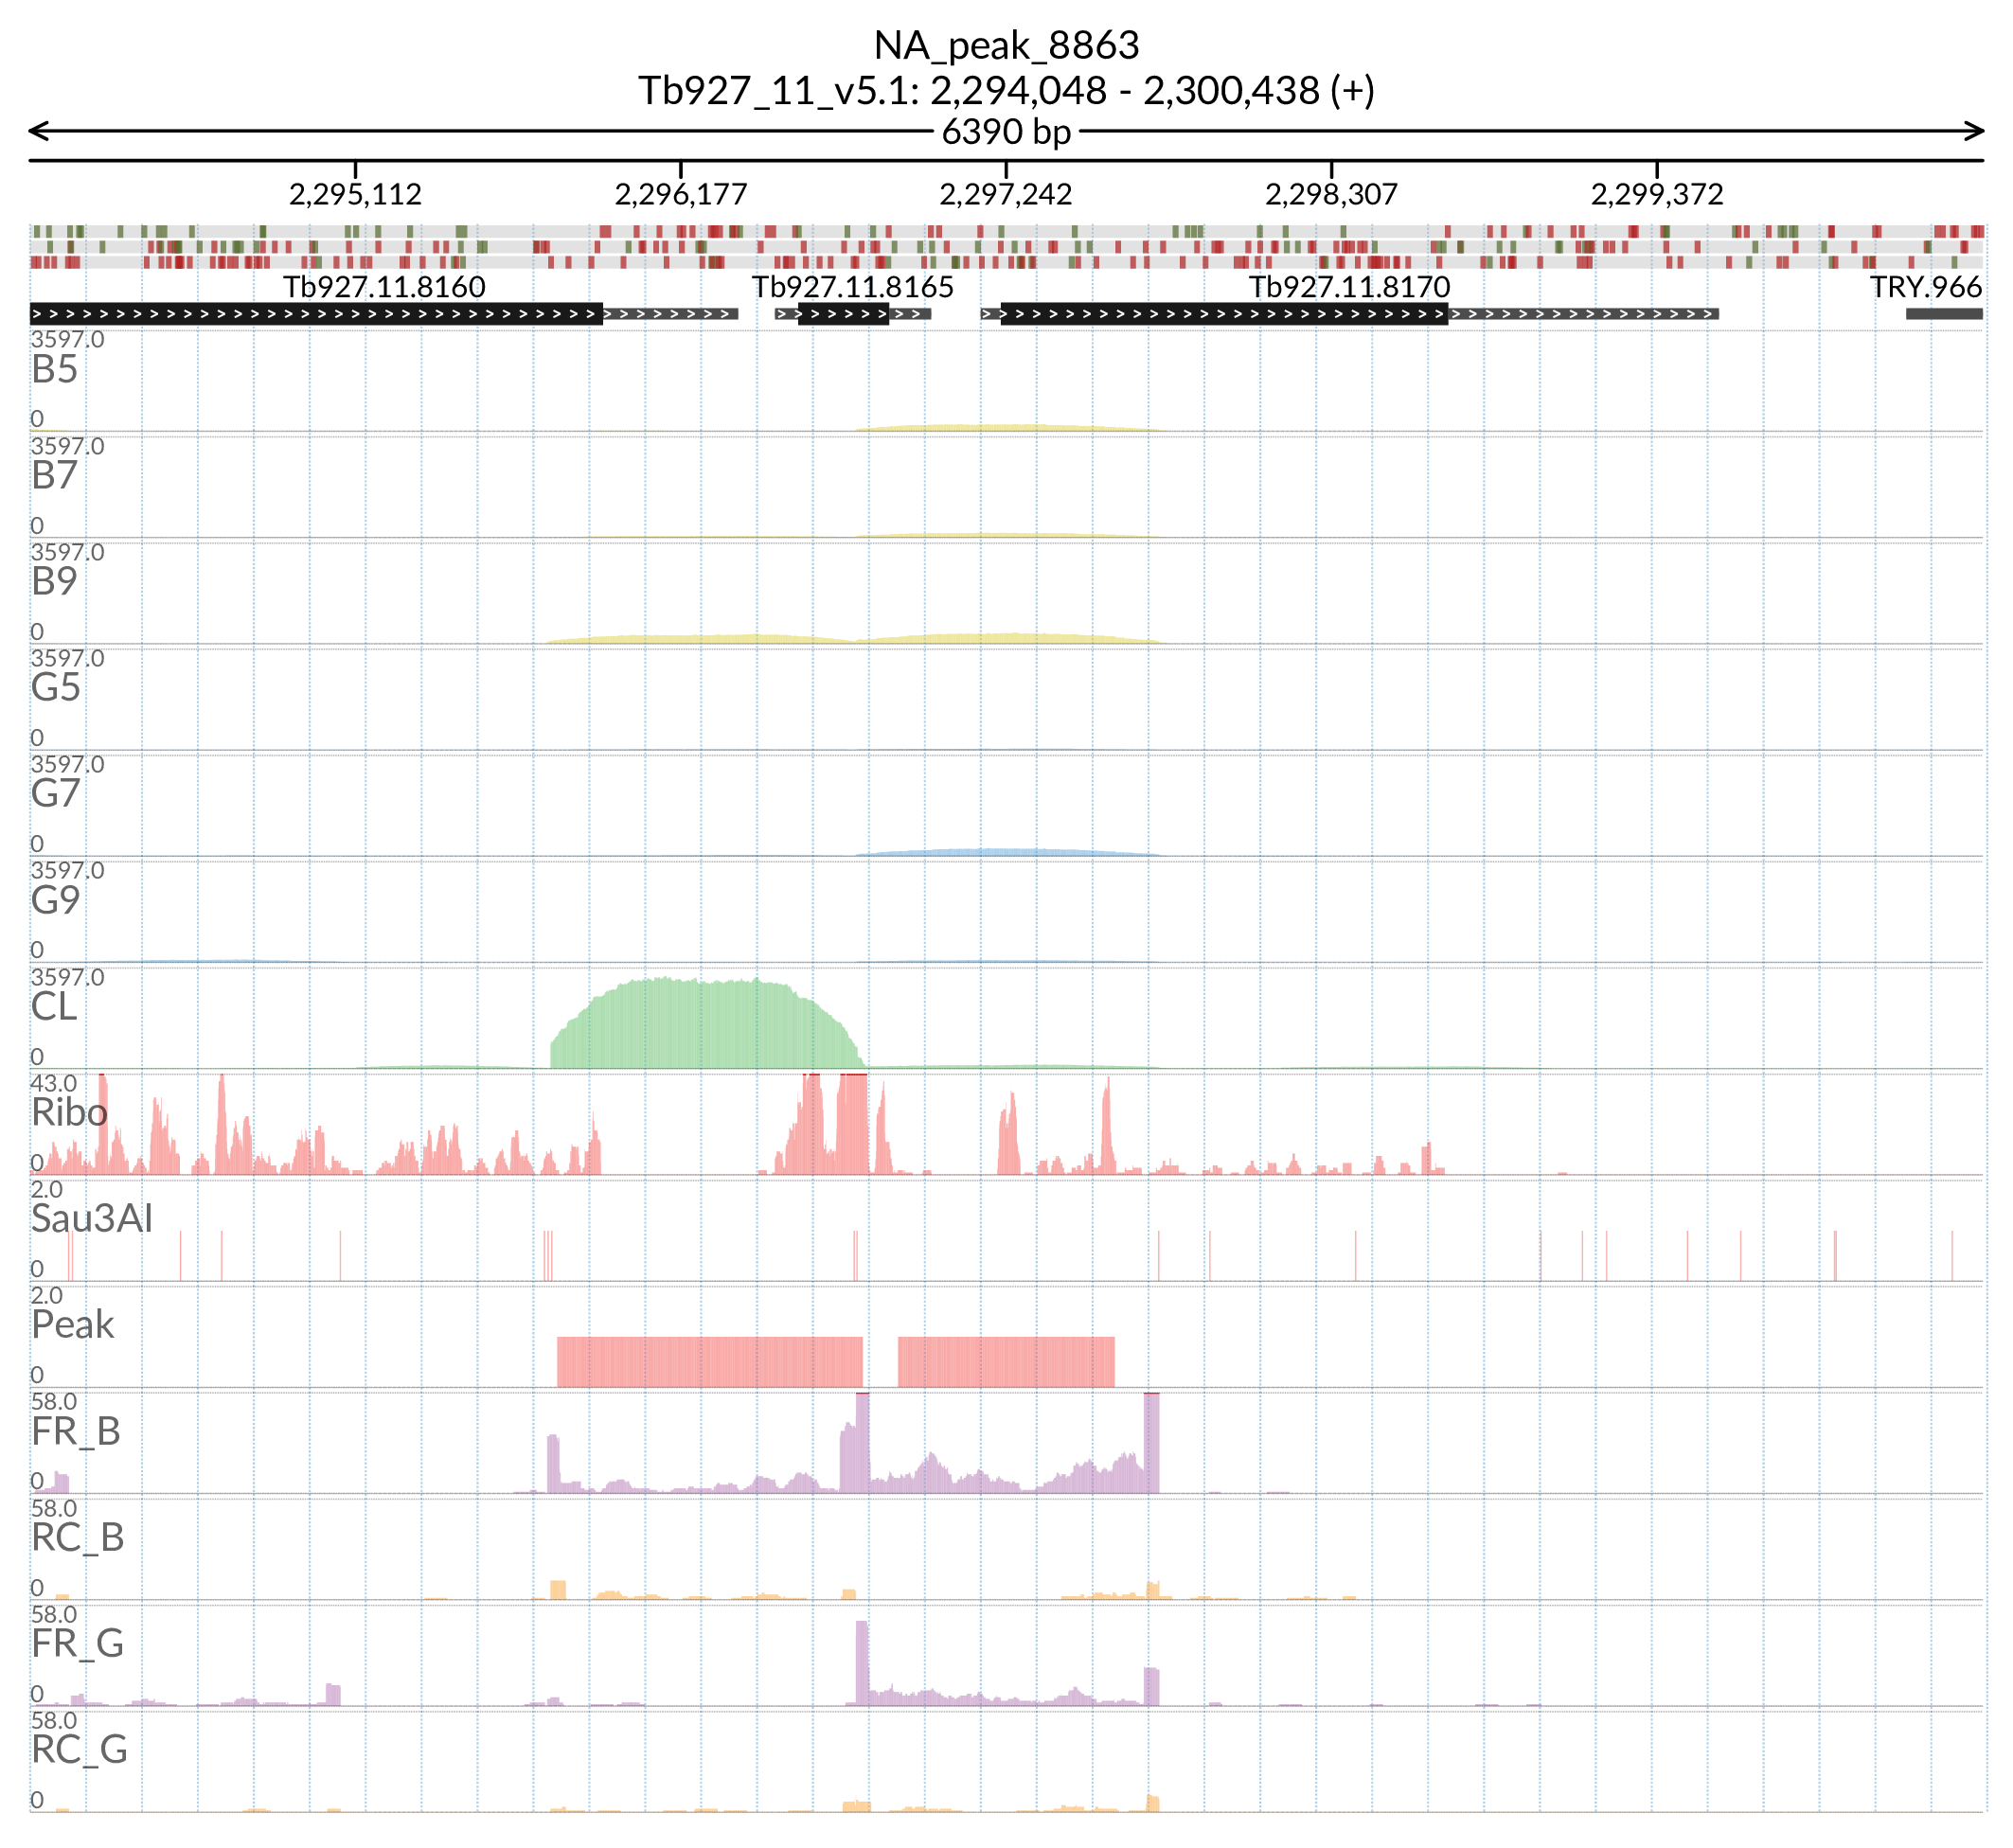 NA_peak_8863
Tb927_11_v5.1: 2,294,048 - 2,300,438 (+)
6390 bp
2,295,112 2,296,177 2,297,242 2,298,307 2,299,372
Tb927.11.8160 Tb927.11.8165 Tb927.11.8170 TRY.966
3597.0
B5
0
3597.0
B7
0
3597.0
B9
0
3597.0
G5
0
3597.0
G7
0
3597.0
G9
0
3597.0
CL
0
43.0
Ribo
0
2.0
Sau3AI
0
2.0
Peak
0
58.0
FR_B
0
58.0
RC_B
0
58.0
FR_G
0
58.0
RC_G
0